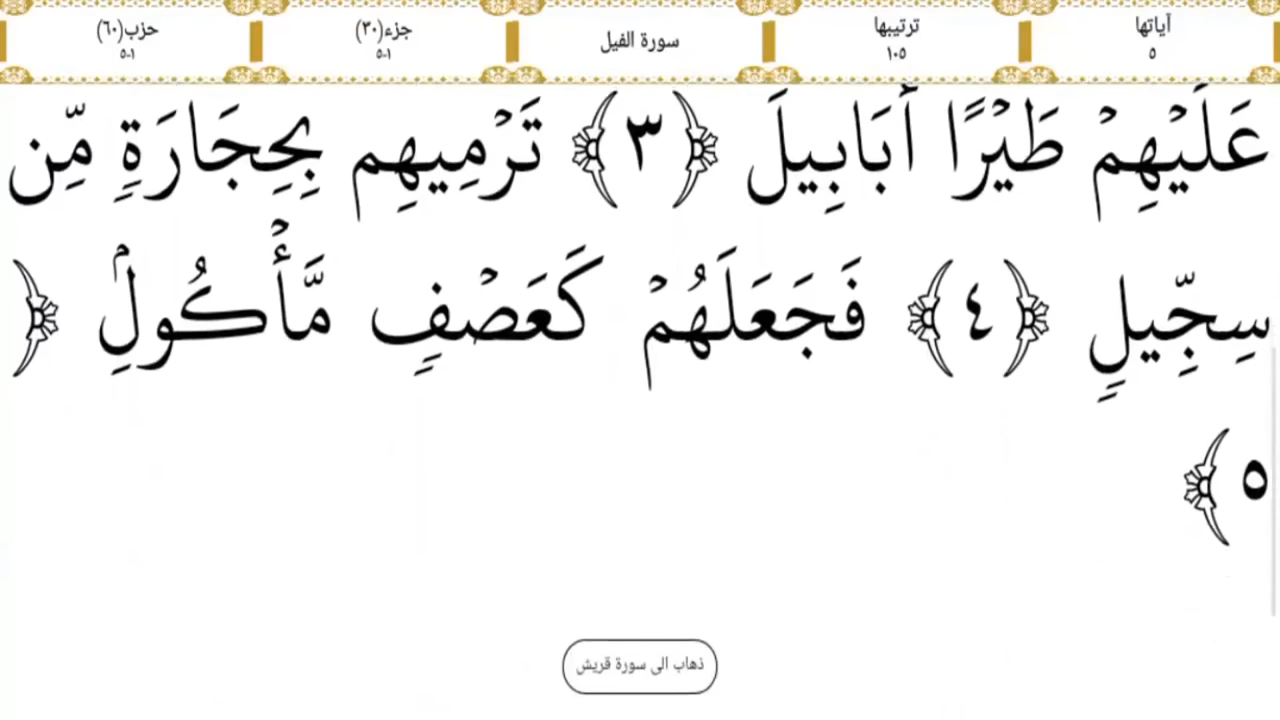 آياتها
٥
ترتيبها
١٠٥
سورة الفيل
جزء(٣٠)
١-٥
حزب(٦٠)
١-٥
عَلَيْهِمْ طَيْرًا أَبَابِيلَ ﴿٣﴾ تَرْمِيهِم بِحِجَارَةٍ مِّن
سِجِّيلٍ ﴿٤﴾ فَجَعَلَهُمْ كَعَصْفٍ مَّأْكُولٍۭ ﴿
٥﴾
ذهاب الى سورة قريش